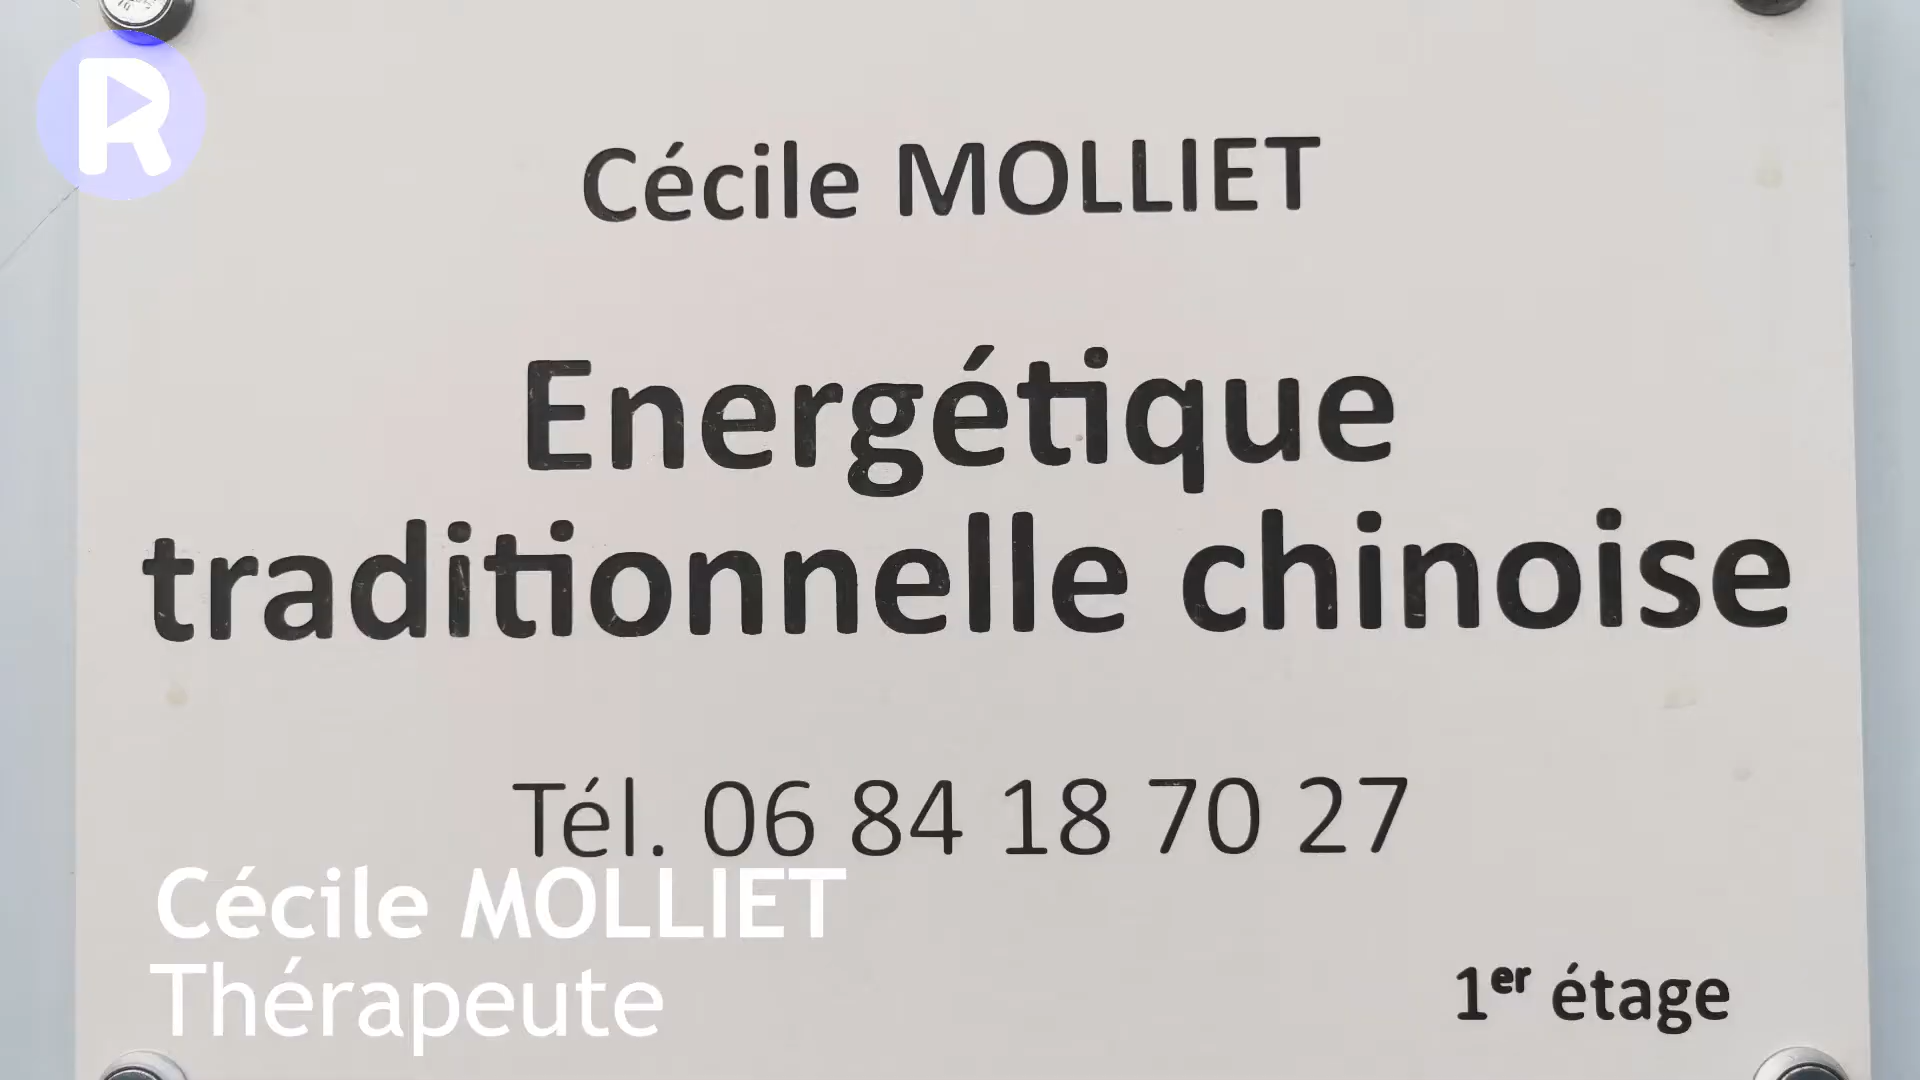 R
Cécile MOLLIET
Energétique
traditionnelle chinoise
Tél. 06 84 18 70 27
Cécile MOLLIET
Thérapeute
1er étage